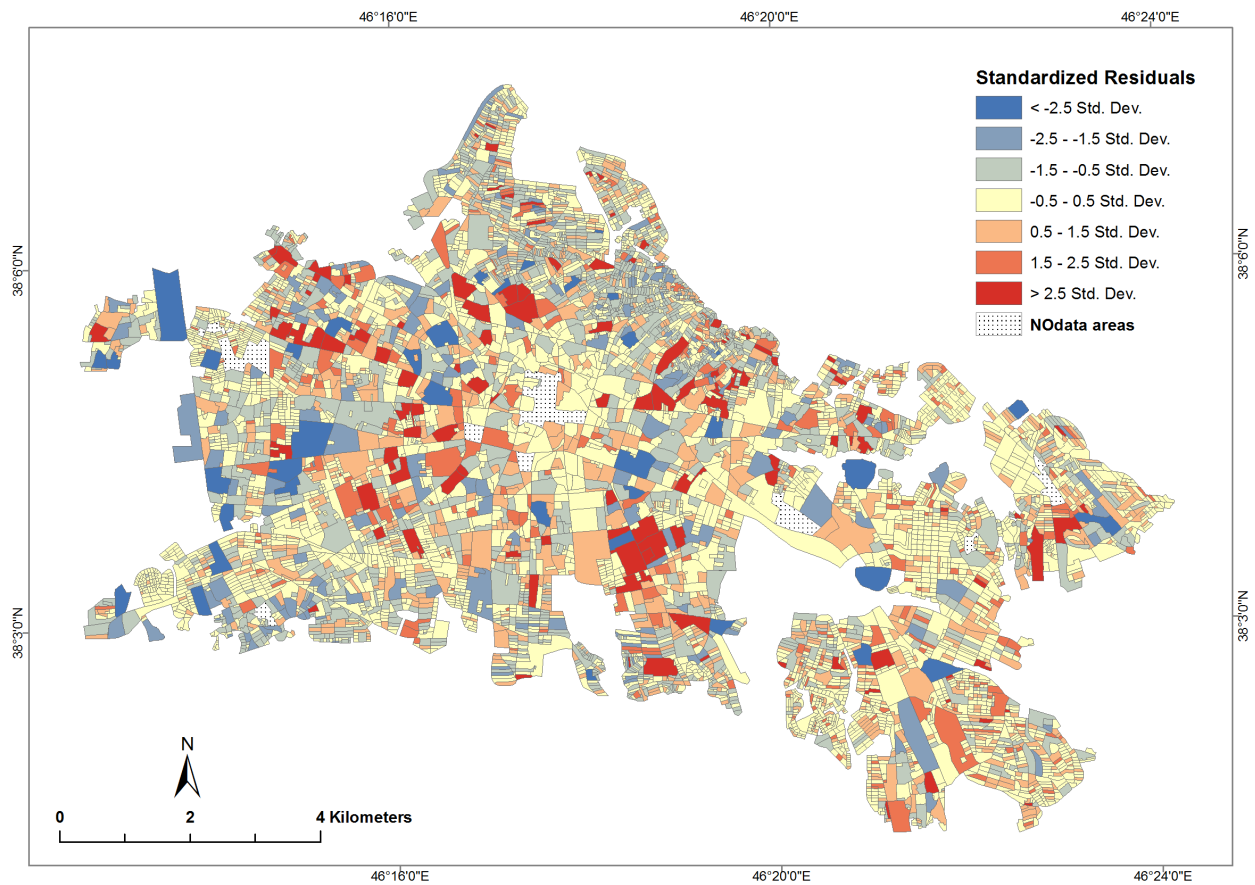 46°16'0"E 46°20'0"E 46°24'0"E
Standardized Residuals
< -2.5 Std. Dev.
-2.5 - -1.5 Std. Dev.
-1.5 - -0.5 Std. Dev.
-0.5 - 0.5 Std. Dev.
0.5 - 1.5 Std. Dev.
1.5 - 2.5 Std. Dev.
> 2.5 Std. Dev.
NOdata areas
38°6'0"N
38°6'0"N
38°3'0"N
38°3'0"N
N
0 2 4 Kilometers
46°16'0"E 46°20'0"E 46°24'0"E